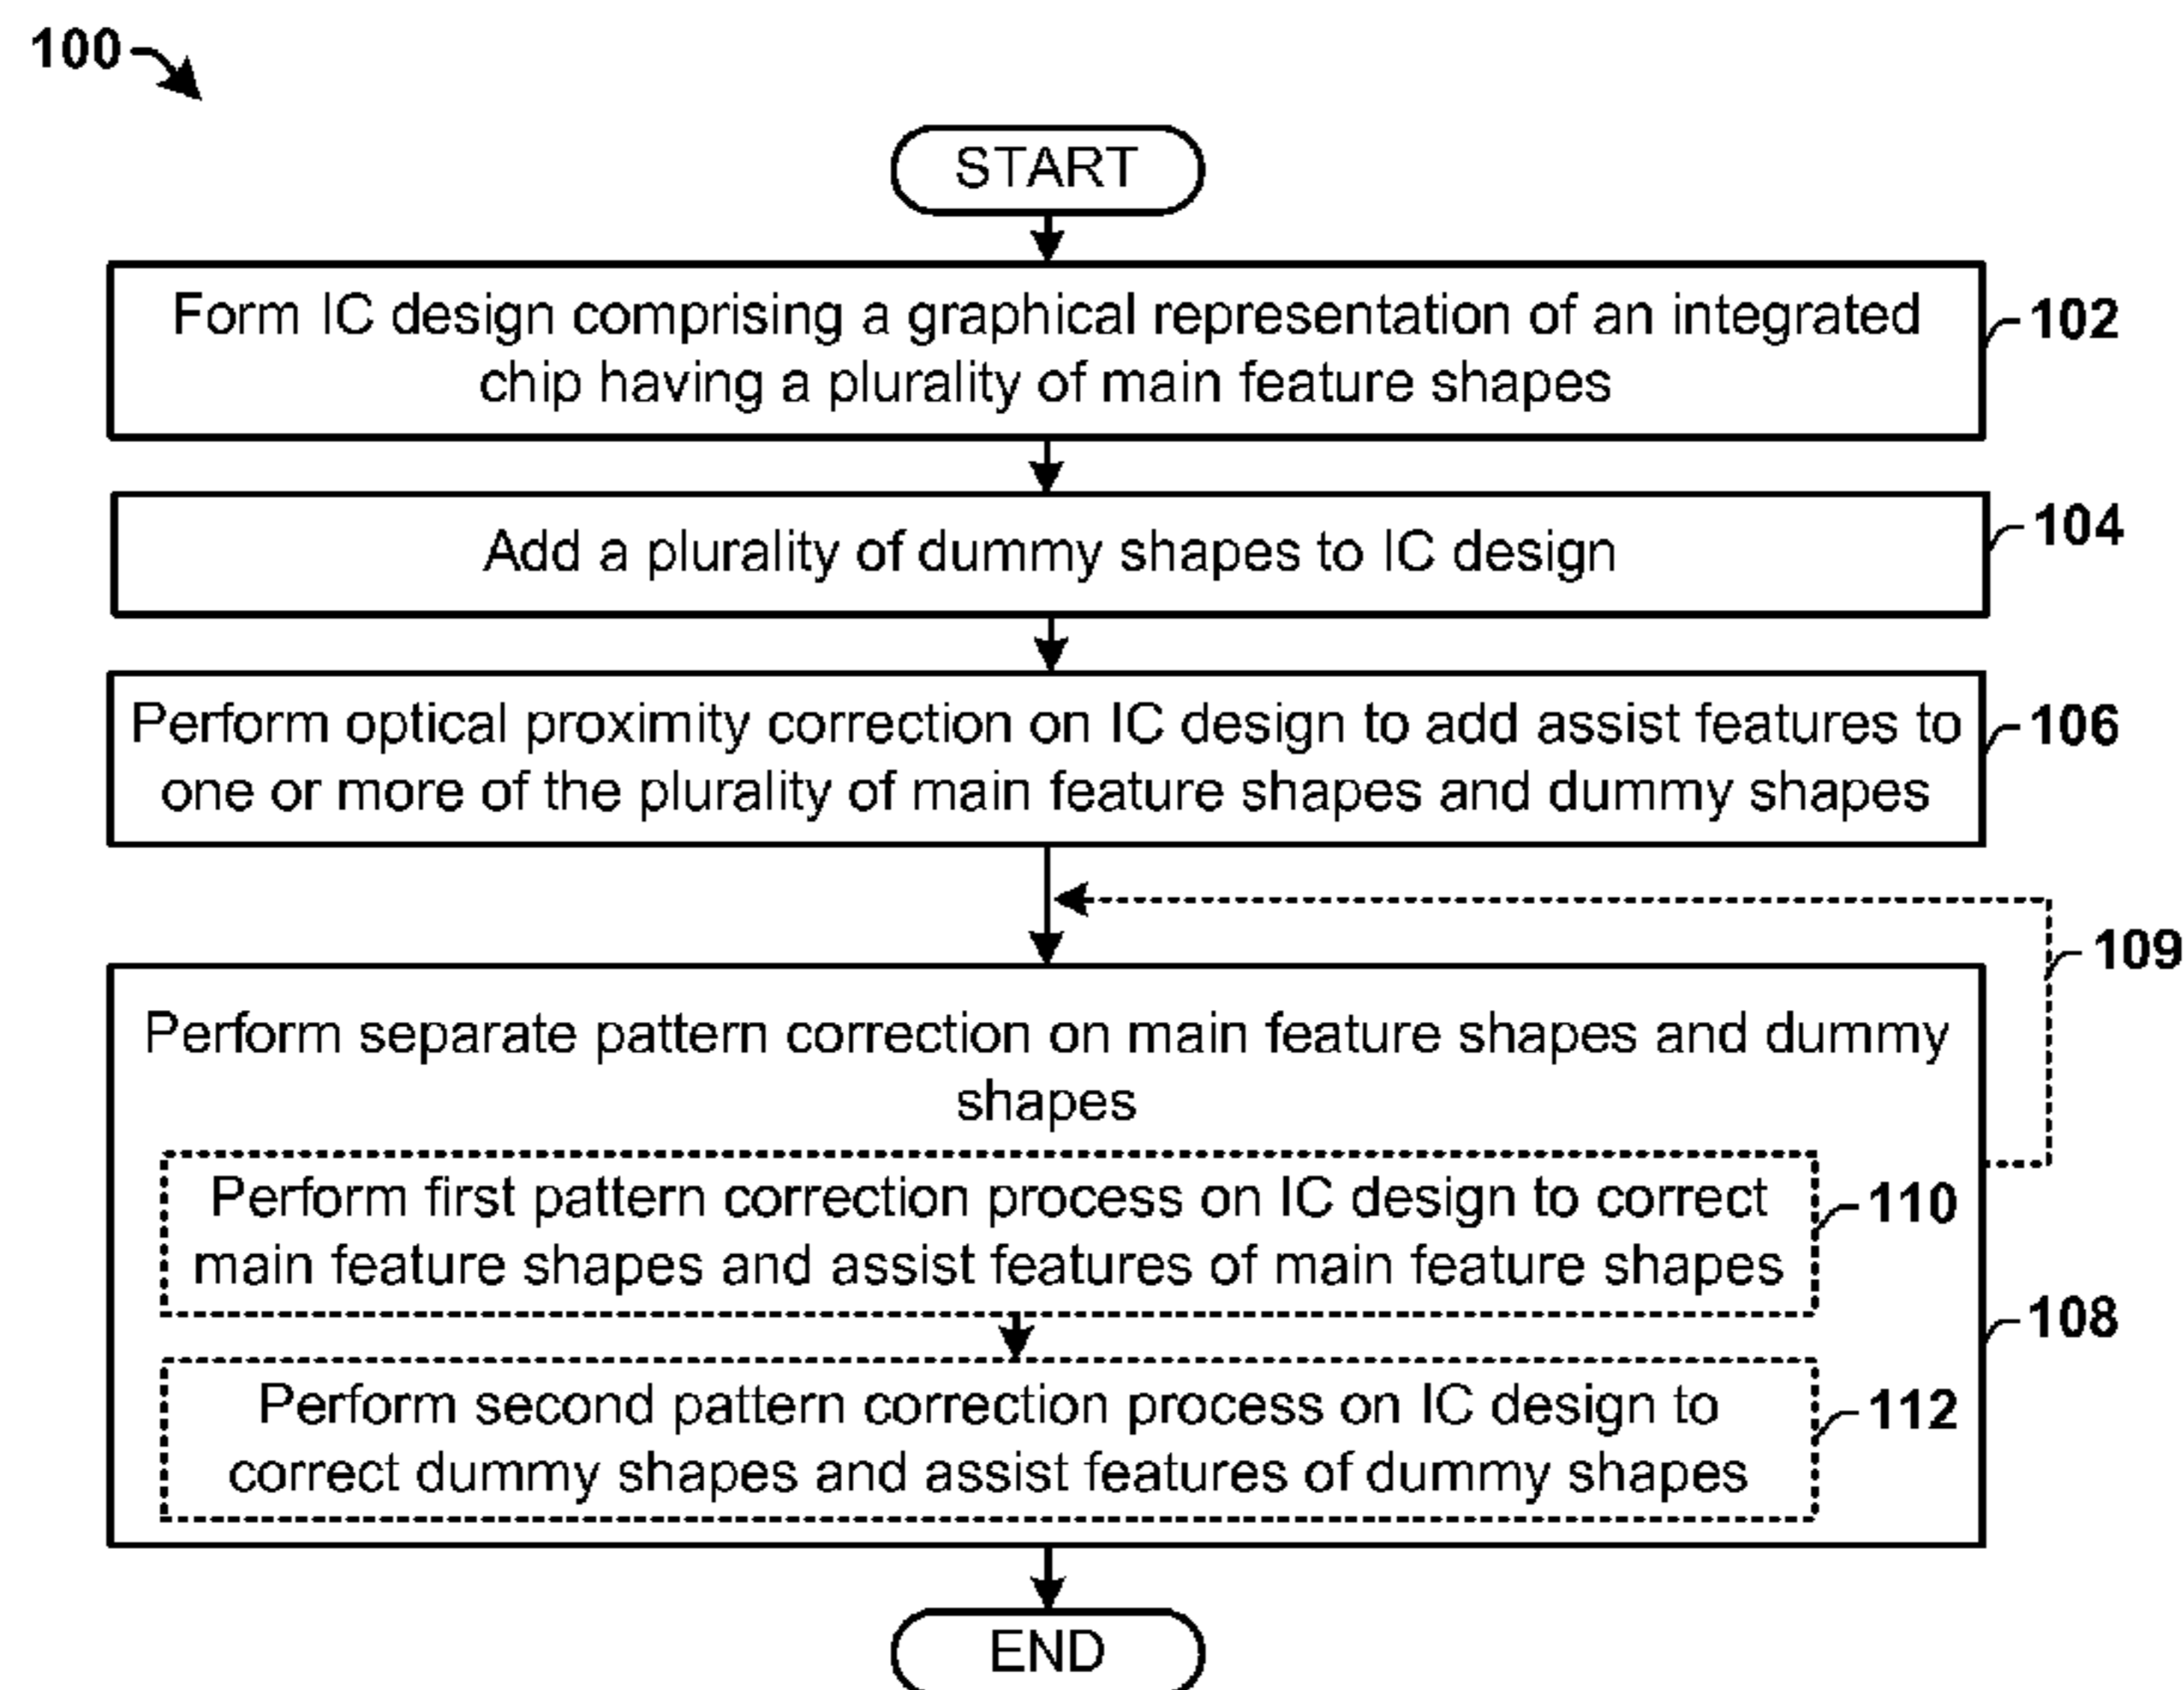 100
START
Form IC design comprising a graphical representation of an integrated
chip having a plurality of main feature shapes
102
Add a plurality of dummy shapes to IC design
104
Perform optical proximity correction on IC design to add assist features to
one or more of the plurality of main feature shapes and dummy shapes
106
109
Perform separate pattern correction on main feature shapes and dummy
shapes
Perform first pattern correction process on IC design to correct
main feature shapes and assist features of main feature shapes
110
108
Perform second pattern correction process on IC design to
correct dummy shapes and assist features of dummy shapes
112
END